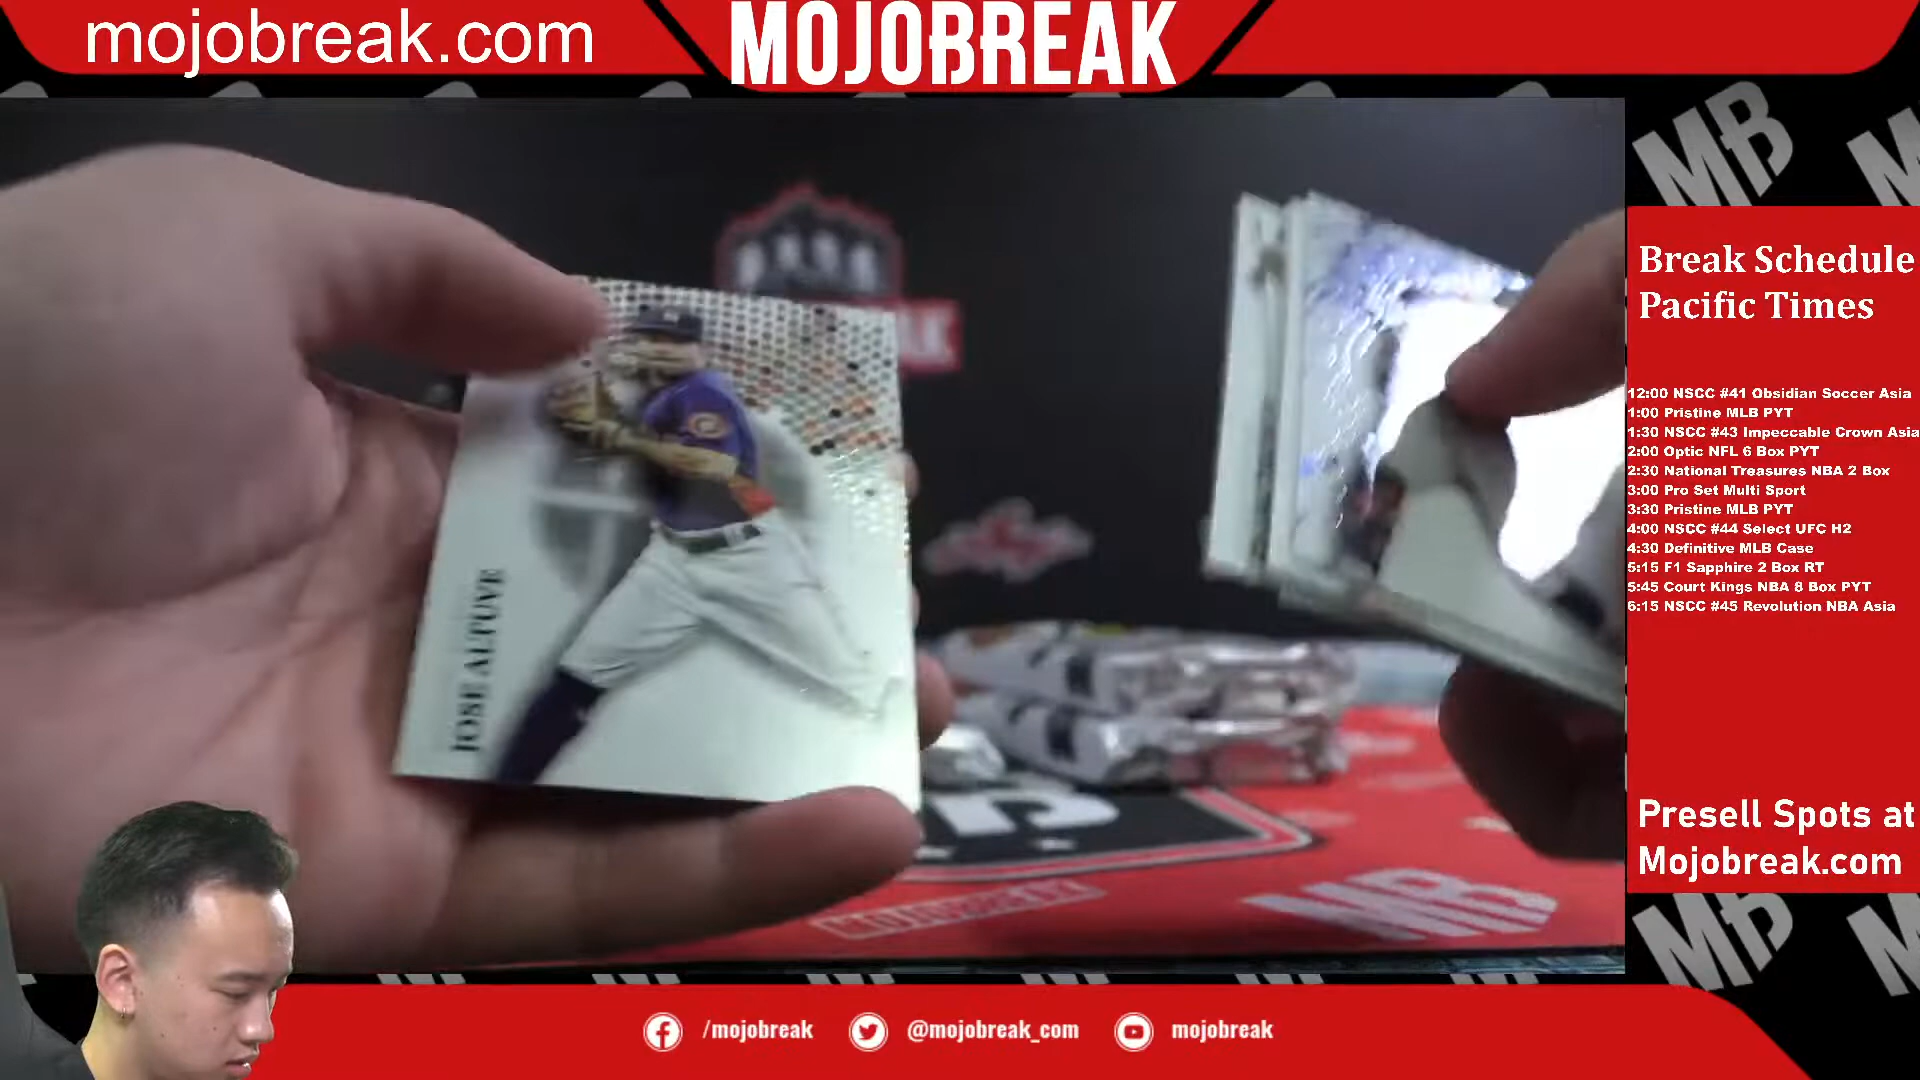 mojobreak.com
MOJOBREAK
MB
JOSE ALTUVE
Break Schedule
Pacific Times
12:00 NSCC #41 Obsidian Soccer Asia
1:00 Pristine MLB PYT
1:30 NSCC #43 Impeccable Crown Asia
2:00 Optic NFL 6 Box PYT
2:30 National Treasures NBA 2 Box
3:00 Pro Set Multi Sport
3:30 Pristine MLB PYT
4:00 NSCC #44 Select UFC H2
4:30 Definitive MLB Case
5:15 F1 Sapphire 2 Box RT
5:45 Court Kings NBA 8 Box PYT
6:15 NSCC #45 Revolution NBA Asia
Presell Spots at
Mojobreak.com
MOJOBREAK
MB
MB
/mojobreak
@mojobreak_com
mojobreak